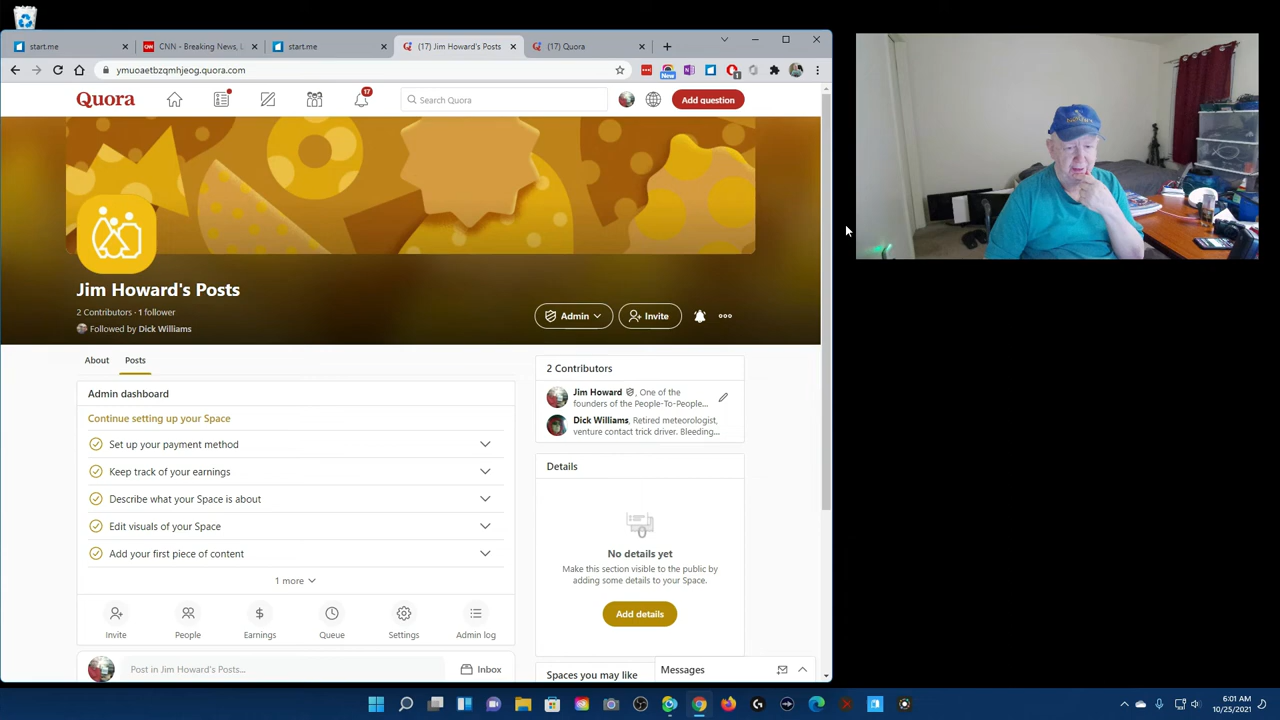 start.me
CNN - Breaking News, L
start.me
(17) Jim Howard's Posts
(17) Quora
ymuoaetbzqmhjeog.quora.com
New
1
Quora
17
Search Quora
Add question
Jim Howard's Posts
2 Contributors · 1 follower
Followed by Dick Williams
Admin
Invite
About
Posts
Admin dashboard
Continue setting up your Space
Set up your payment method
Keep track of your earnings
Describe what your Space is about
Edit visuals of your Space
Add your first piece of content
1 more
Invite
People
Earnings
Queue
Settings
Admin log
Post in Jim Howard's Posts...
Inbox
2 Contributors
Jim Howard , One of the
founders of the People-To-People...
Dick Williams, Retired meteorologist,
venture contact trick driver. Bleeding...
Details
No details yet
Make this section visible to the public by
adding some details to your Space.
Add details
Spaces you may like
Messages
6:01 AM
10/25/2021